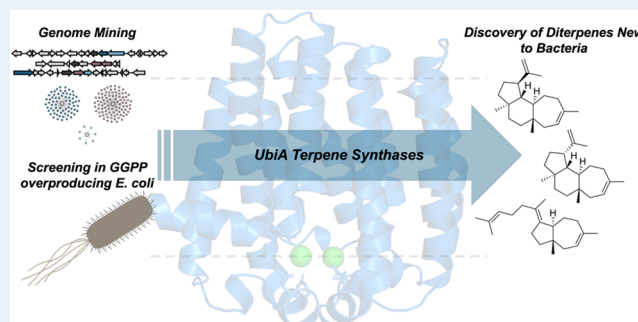 Genome Mining
Screening in GGPP
overproducing E. coli
UbiA Terpene Synthases
Discovery of Diterpenes New
to Bacteria
H
H
H
H
H